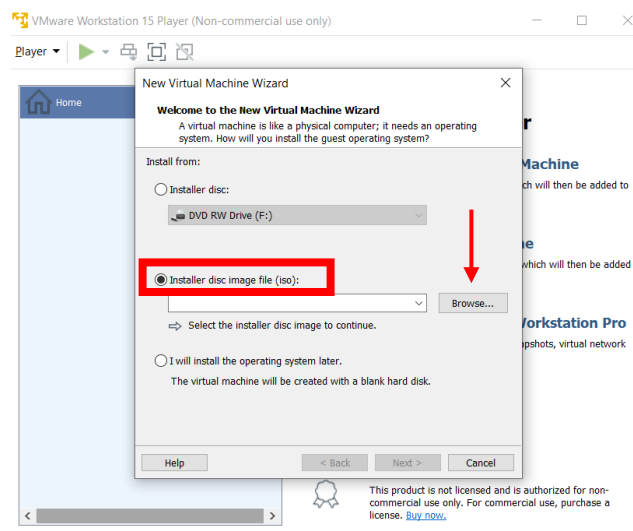 VMware Workstation 15 Player (Non-commercial use only)
Player
Home
New Virtual Machine Wizard
Welcome to the New Virtual Machine Wizard
A virtual machine is like a physical computer; it needs an operating
system. How will you install the guest operating system?
Install from:
Installer disc:
DVD RW Drive (F:)
Installer disc image file (iso):
Browse...
Select the installer disc image to continue.
I will install the operating system later.
The virtual machine will be created with a blank hard disk.
Help
< Back
Next >
Cancel
r
Machine
ch will then be added to
ne
which will then be added
Workstation Pro
apshots, virtual network
This product is not licensed and is authorized for non-
commercial use only. For commercial use, purchase a
license. Buy now.